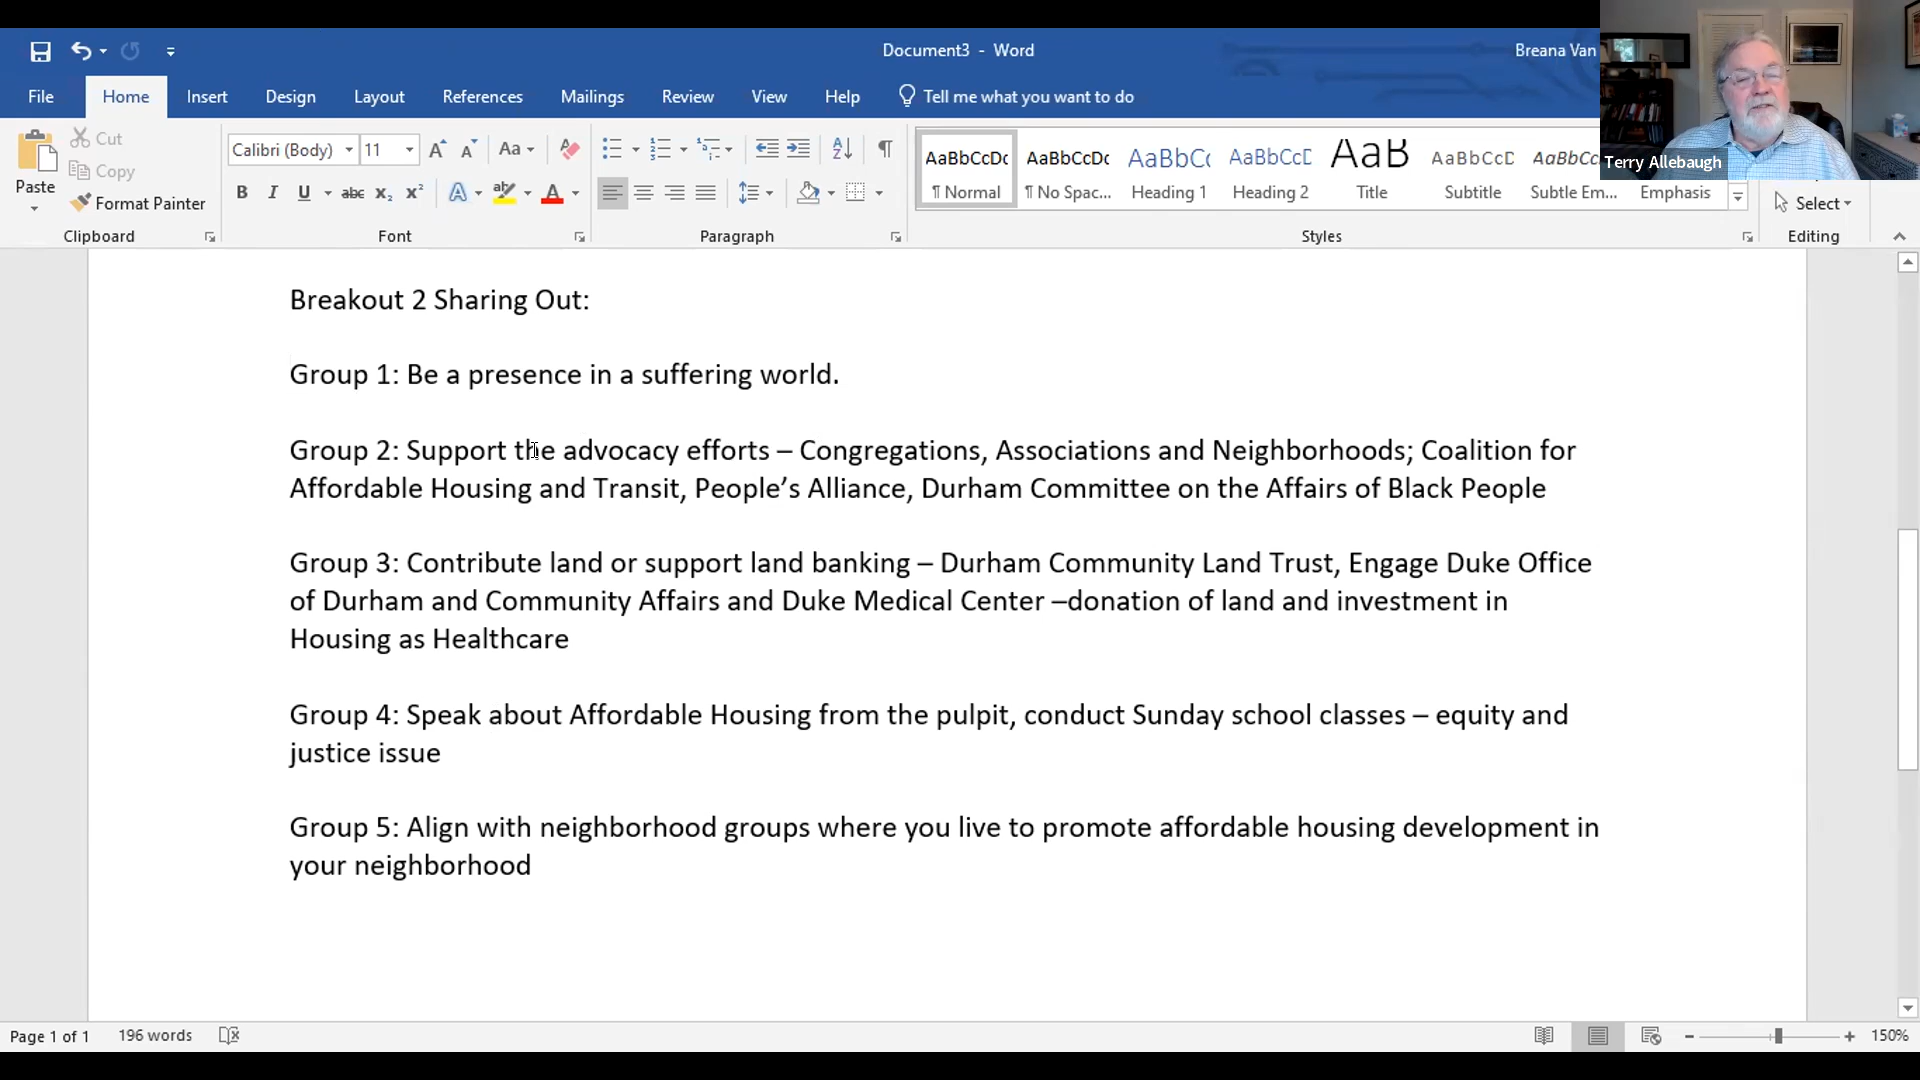 Document3 - Word
Breana Van
File Home Insert Design Layout References Mailings Review View Help Tell me what you want to do
Terry Allebaugh
Paste
Cut
Copy
Format Painter
Clipboard
Calibri (Body) 11
Font
Paragraph
AaBbCcDc AaBbCcDc AaBbC AaBbCcD AaB AaBbCcD AaBbCc
¶ Normal ¶ No Spac... Heading 1 Heading 2 Title Subtitle Subtle Em... Emphasis
Styles
Select
Editing
Breakout 2 Sharing Out:
Group 1: Be a presence in a suffering world.
Group 2: Support the advocacy efforts – Congregations, Associations and Neighborhoods; Coalition for
Affordable Housing and Transit, People’s Alliance, Durham Committee on the Affairs of Black People
Group 3: Contribute land or support land banking – Durham Community Land Trust, Engage Duke Office
of Durham and Community Affairs and Duke Medical Center –donation of land and investment in
Housing as Healthcare
Group 4: Speak about Affordable Housing from the pulpit, conduct Sunday school classes – equity and
justice issue
Group 5: Align with neighborhood groups where you live to promote affordable housing development in
your neighborhood
Page 1 of 1 196 words
150%